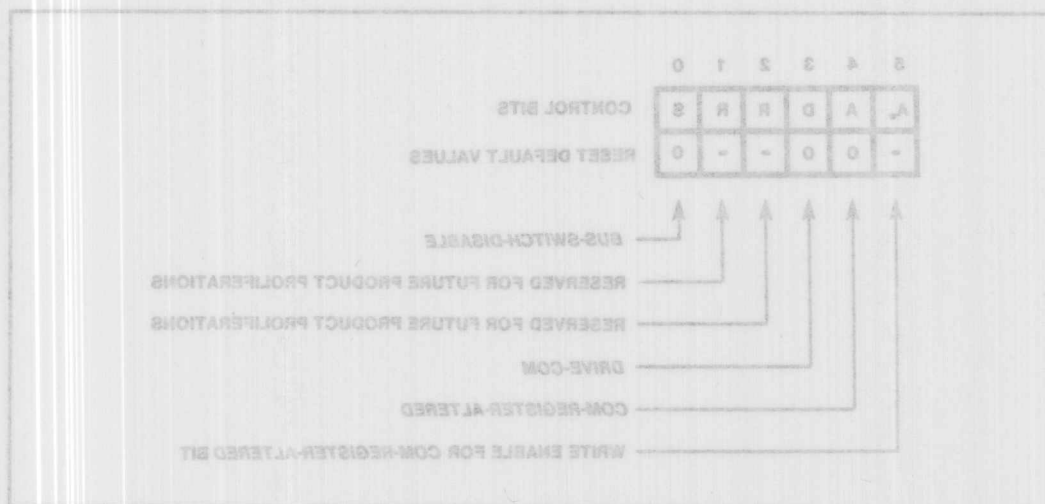 5 4 3 2 1 0
A D R R S CONTROL BITS
- 0 0 - - 0 RESET DEFAULT VALUES
BUS-SWITCH-DISABLE
RESERVED FOR FUTURE PRODUCT PROLIFERATIONS
RESERVED FOR FUTURE PRODUCT PROLIFERATIONS
DRIVE-COM
COM-REGISTER-ALTERED
WRITE ENABLE FOR COM-REGISTER-ALTERED BIT